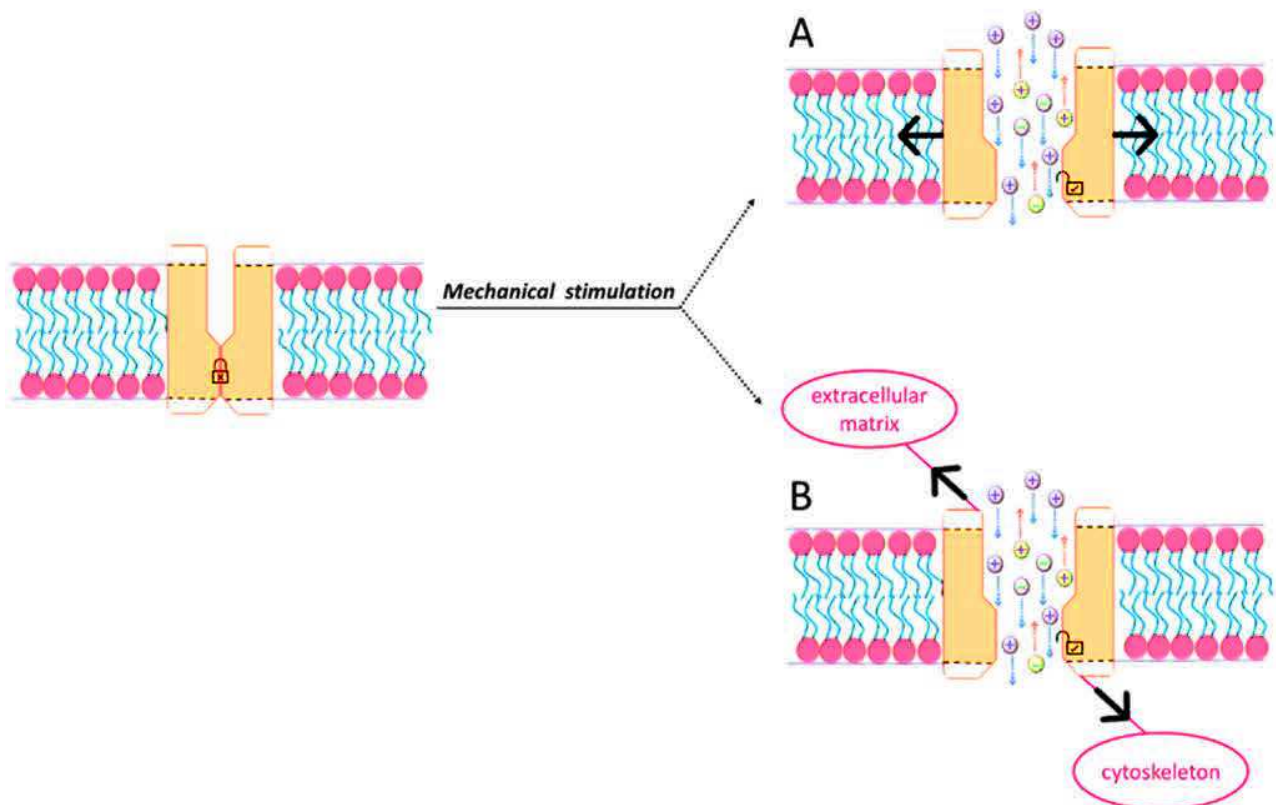 A
Mechanical stimulation
extracellular
matrix
B
cytoskeleton